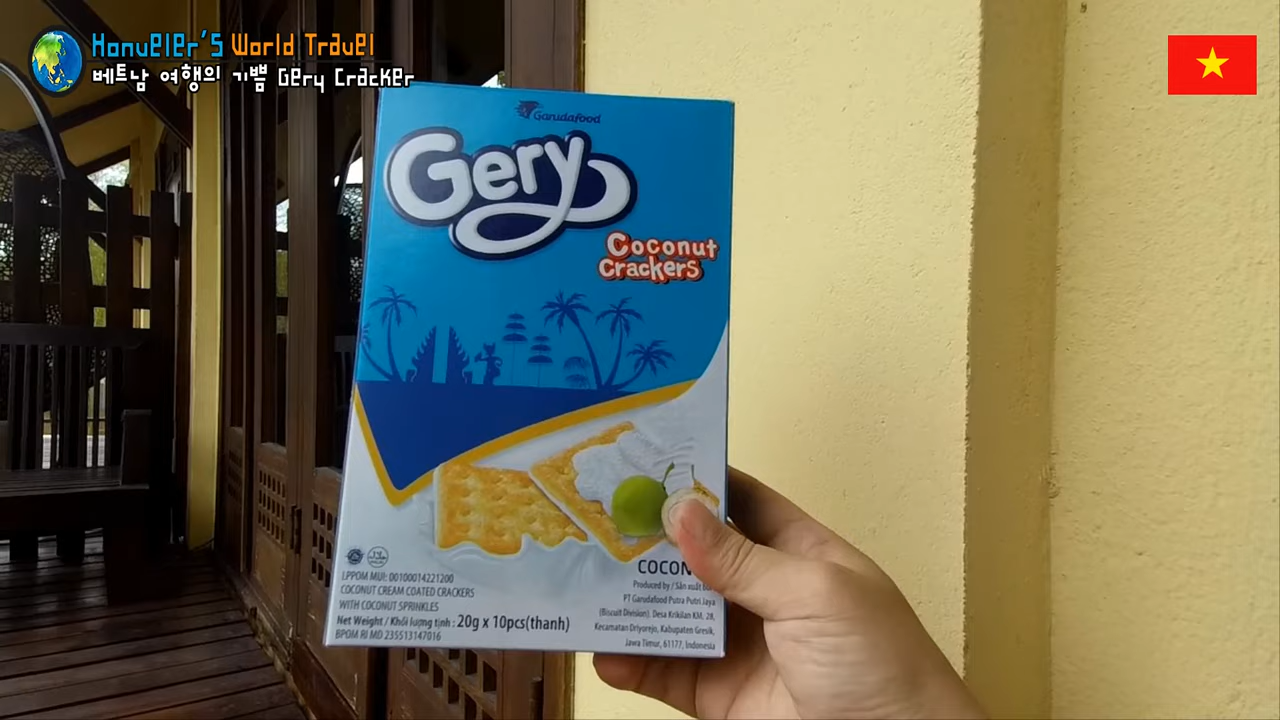 Hanveler's World Travel
베트남 여행의 기쁨 Gery Cracker
Garudafood
Gery
Coconut
Crackers
LPPOM MUI: 00100014221200
COCONUT CREAM COATED CRACKERS
WITH COCONUT SPRINKLES
Net Weight / Khối lượng tịnh : 20g x 10pcs(thanh)
BPOM RI MD 235513147016
COCON
Produced by / Sản xuất bởi
PT Garudafood Putra Putri Jaya
(Biscuit Division). Desa Krikilan KM. 28,
Kecamatan Driyorejo, Kabupaten Gresik,
Jawa Timur, 61177, Indonesia